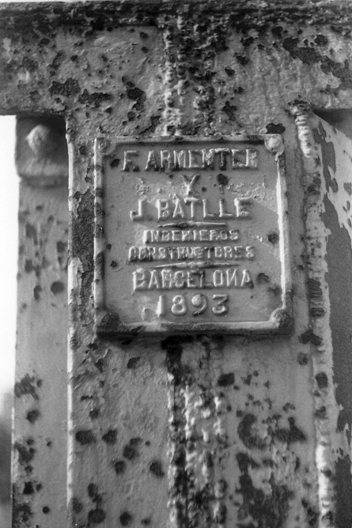 F. ARMENTER
Y
J. BATLLE
INGENIEROS
CONSTRUCTORES
BARCELONA
1893